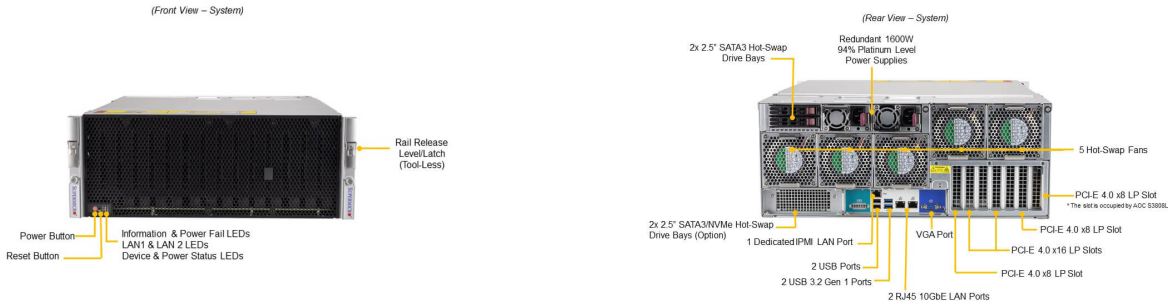 (Front View – System)
Rail Release
Level/Latch
(Tool-Less)
Power Button
Reset Button
Information & Power Fail LEDs
LAN1 & LAN 2 LEDs
Device & Power Status LEDs
SUPERMICRO
SUPERMICRO
(Rear View – System)
2x 2.5" SATA3 Hot-Swap
Drive Bays
Redundant 1600W
94% Platinum Level
Power Supplies
5 Hot-Swap Fans
PCI-E 4.0 x8 LP Slot
* The slot is occupied by AOC S3808L
PCI-E 4.0 x8 LP Slot
PCI-E 4.0 x16 LP Slots
PCI-E 4.0 x8 LP Slot
VGA Port
2x 2.5" SATA3/NVMe Hot-Swap
Drive Bays (Option)
1 Dedicated IPMI LAN Port
2 USB Ports
2 USB 3.2 Gen 1 Ports
2 RJ45 10GbE LAN Ports